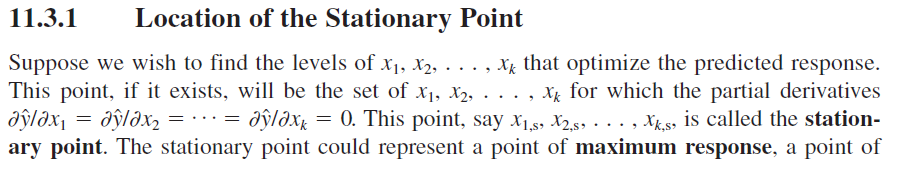 11.3.1 Location of the Stationary Point
Suppose we wish to find the levels of x₁, x₂, . . . , xₖ that optimize the predicted response.
This point, if it exists, will be the set of x₁, x₂, . . . , xₖ for which the partial derivatives
∂ŷ/∂x₁ = ∂ŷ/∂x₂ = · · · = ∂ŷ/∂xₖ = 0. This point, say x₁,ₛ, x₂,ₛ, . . . , xₖ,ₛ, is called the station-
ary point. The stationary point could represent a point of maximum response, a point of